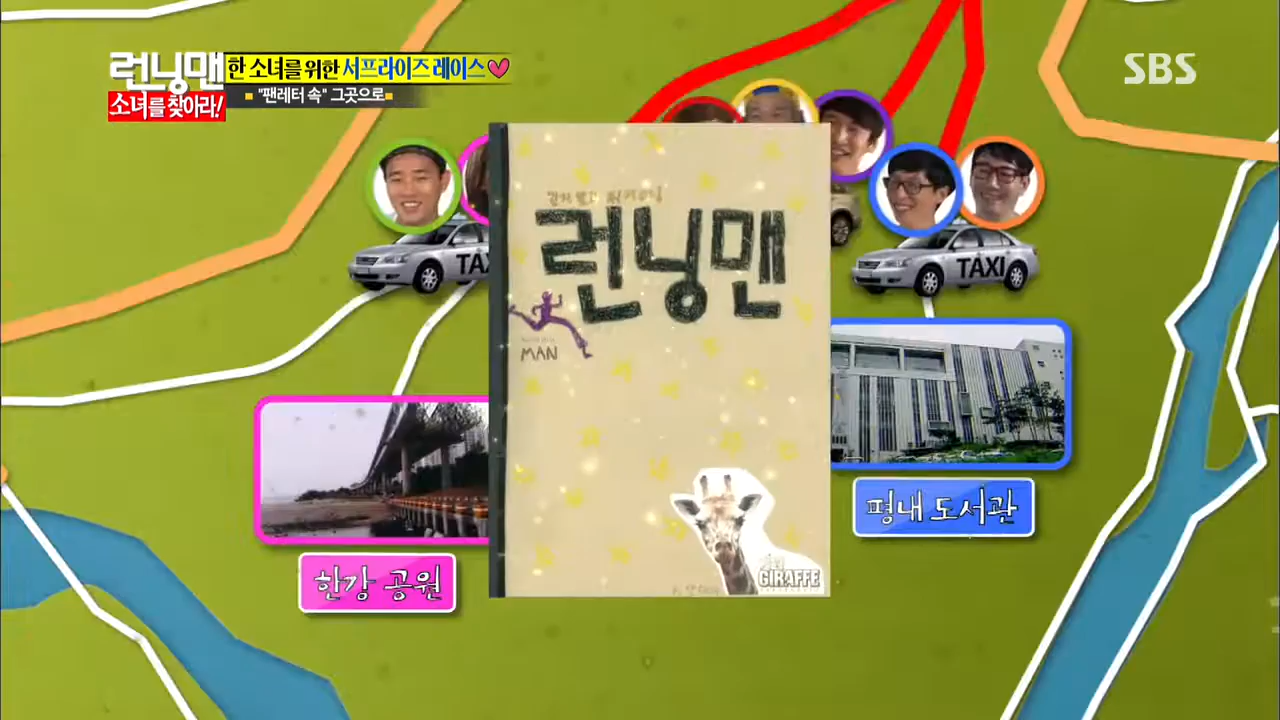 런닝맨
소녀를 찾아라!
한 소녀를 위한 서프라이즈 레이스
"팬레터 속" 그곳으로
SBS
런닝맨
MAN
TAXI
TAXI
평내 도서관
한강 공원
GIRAFFE